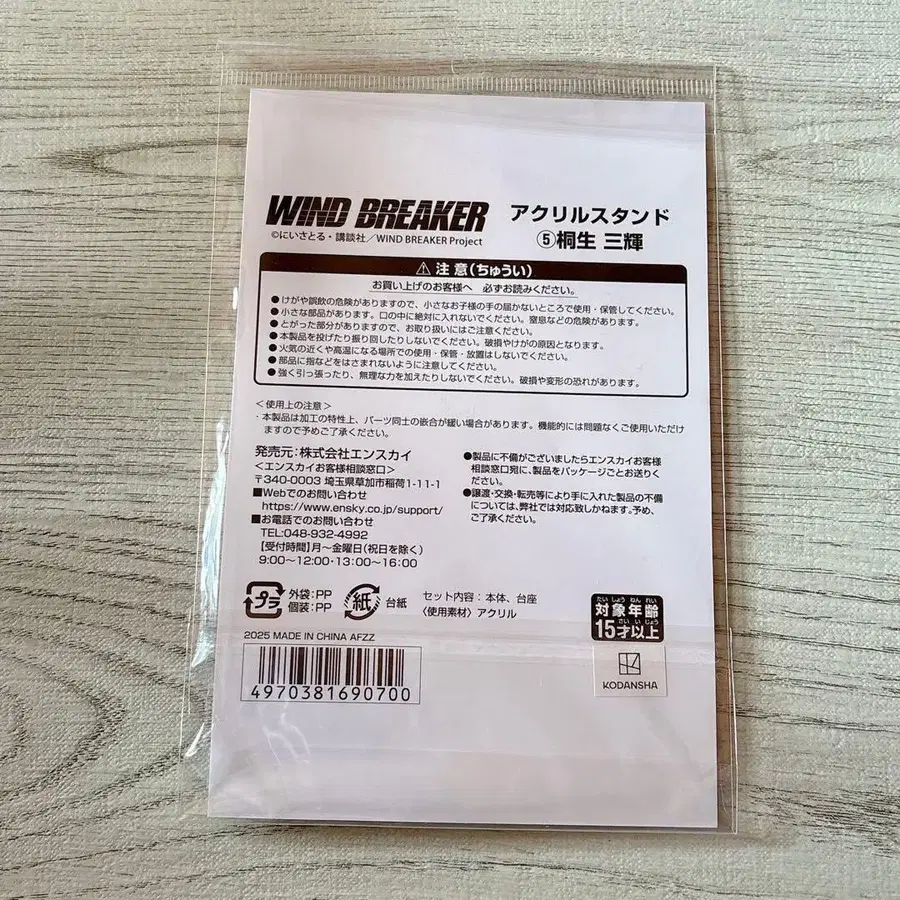 WIND BREAKER
©にいさとる・講談社／WIND BREAKER Project
アクリルスタンド
⑤桐生 三輝
⚠ 注意(ちゅうい)
お買い上げのお客様へ 必ずお読みください。
●けがや誤飲の危険がありますので、小さなお子様の手の届かないところで使用・保管してください。
●小さな部品があります。口の中に絶対に入れないでください。窒息などの危険があります。
●とがった部分がありますので、お取り扱いにはご注意ください。
●本製品を投げたり振り回したりしないでください。破損やけがの原因となります。
●火気の近くや高温になる場所での使用・保管・放置はしないでください。
●部品に指などをはさまれないように注意してください。
●強く引っ張ったり、無理な力を加えたりしないでください。破損や変形の恐れがあります。
＜使用上の注意＞
・本製品は加工の特性上、パーツ同士の嵌合が緩い場合があります。機能的には問題なくご使用いただけ
ますので予めご了承ください。
発売元：株式会社エンスカイ
＜エンスカイお客様相談窓口＞
〒340-0003 埼玉県草加市稲荷1-11-1
■Webでのお問い合わせ
https://www.ensky.co.jp/support/
■お電話でのお問い合わせ
TEL:048-932-4992
【受付時間】月～金曜日(祝日を除く)
9:00～12:00・13:00～16:00
●製品に不備がございましたらエンスカイお客様
相談窓口宛に、製品をパッケージごとお送りく
ださい。
●譲渡・交換・転売等により手に入れた製品の不備
については、弊社では対応致しかねます。予め、
ご了承ください。
プラ
外袋:PP
個装:PP
紙
台紙
セット内容：本体、台座
〈使用素材〉アクリル
たい しょう ねん れい
対象年齢
さい い じょう
15才以上
2025 MADE IN CHINA AFZZ
4970381690700
KODANSHA